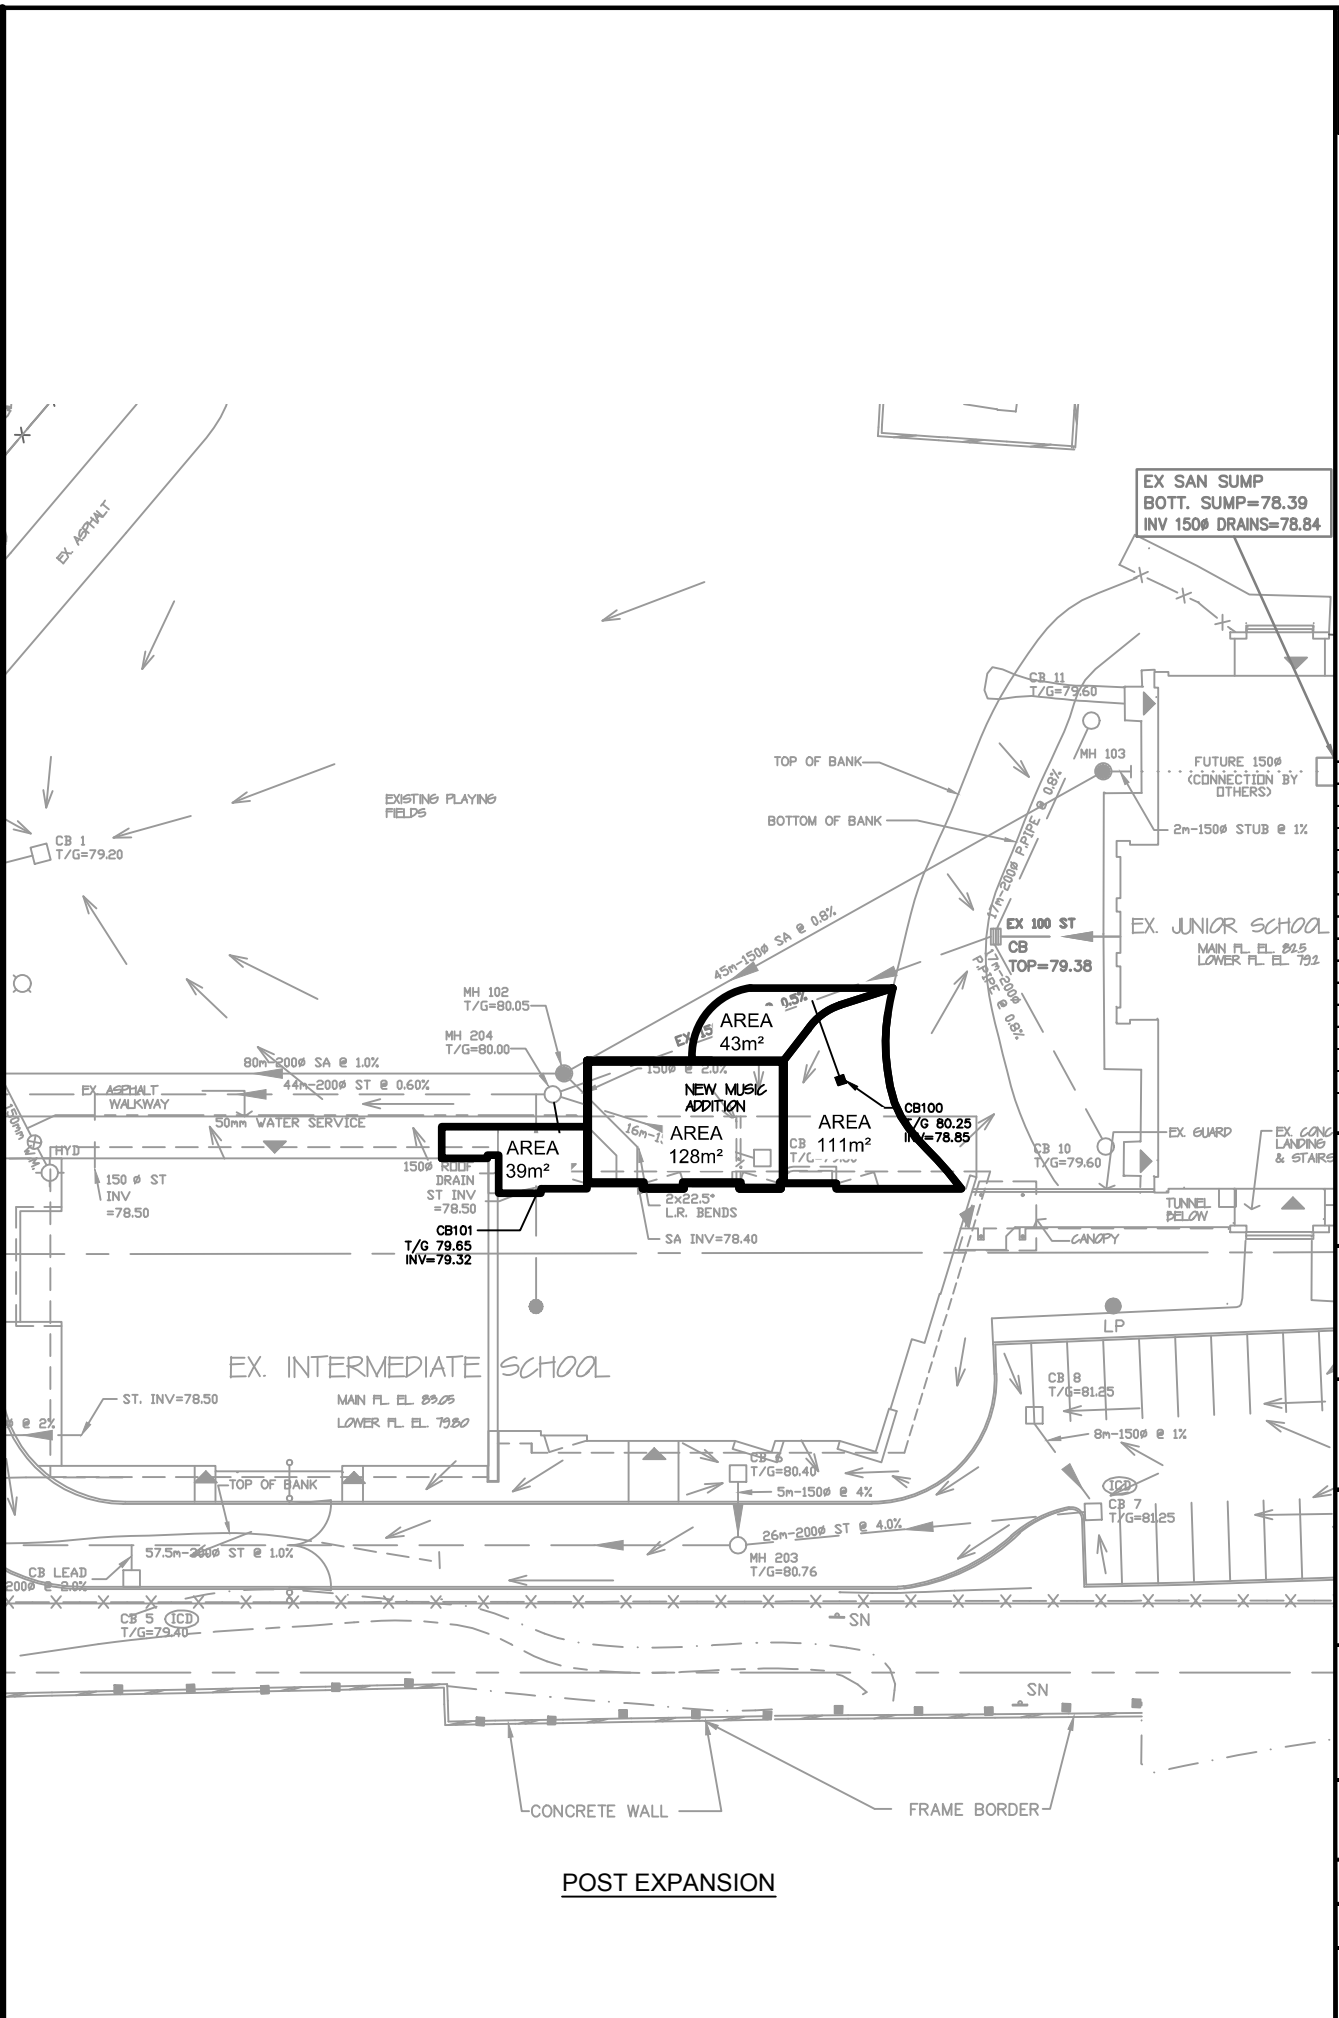 EX SAN SUMP
BOTT. SUMP=78.39
INV 150ø DRAINS=78.84
EX. ASPHALT
CB 11
T/G=79.60
TOP OF BANK
MH 103
FUTURE 150ø
(CONNECTION BY
OTHERS)
EXISTING PLAYING
FIELDS
BOTTOM OF BANK
17m-200ø P.PIPE @ 0.8%
2m-150ø STUB @ 1%
CB 1
T/G=79.20
45m-150ø SA @ 0.8%
EX 100 ST
CB
TOP=79.38
EX. JUNIOR SCHOOL
MAIN FL. EL. 82.5
LOWER FL. EL. 79.2
17m-200ø
P.PIPE @ 0.8%
MH 102
T/G=80.05
0.5%
EX 15
AREA
43m²
MH 204
T/G=80.00
80m-200ø SA @ 1.0%
150ø @ 2.0%
EX ASPHALT
WALKWAY
44m-200ø ST @ 0.60%
NEW MUSIC
ADDITION
50mm WATER SERVICE
CB100
T/G 80.25
INV=78.85
150mm
HYD
AREA
39m²
AREA
128m²
AREA
111m²
CB
CB 10
T/G=79.60
EX. GUARD
EX. CONC
LANDING
& STAIRS
150 ø ST
INV
=78.50
150ø ROOF
DRAIN
ST INV
=78.50
2x22.5°
L.R. BENDS
TUNNEL
BELOW
CB101
T/G 79.65
INV=79.32
SA INV=78.40
CANOPY
LP
EX. INTERMEDIATE SCHOOL
MAIN FL. EL. 83.05
LOWER FL. EL. 79.80
ST. INV=78.50
@ 2%
CB 8
T/G=81.25
8m-150ø @ 1%
CB 6
T/G=80.40
TOP OF BANK
5m-150ø @ 4%
ICD
CB 7
T/G=81.25
26m-200ø ST @ 4.0%
57.5m-200ø ST @ 1.0%
MH 203
T/G=80.76
CB LEAD
200ø @ 2.0%
CB 5 ICD
T/G=79.40
SN
SN
CONCRETE WALL
FRAME BORDER
POST EXPANSION